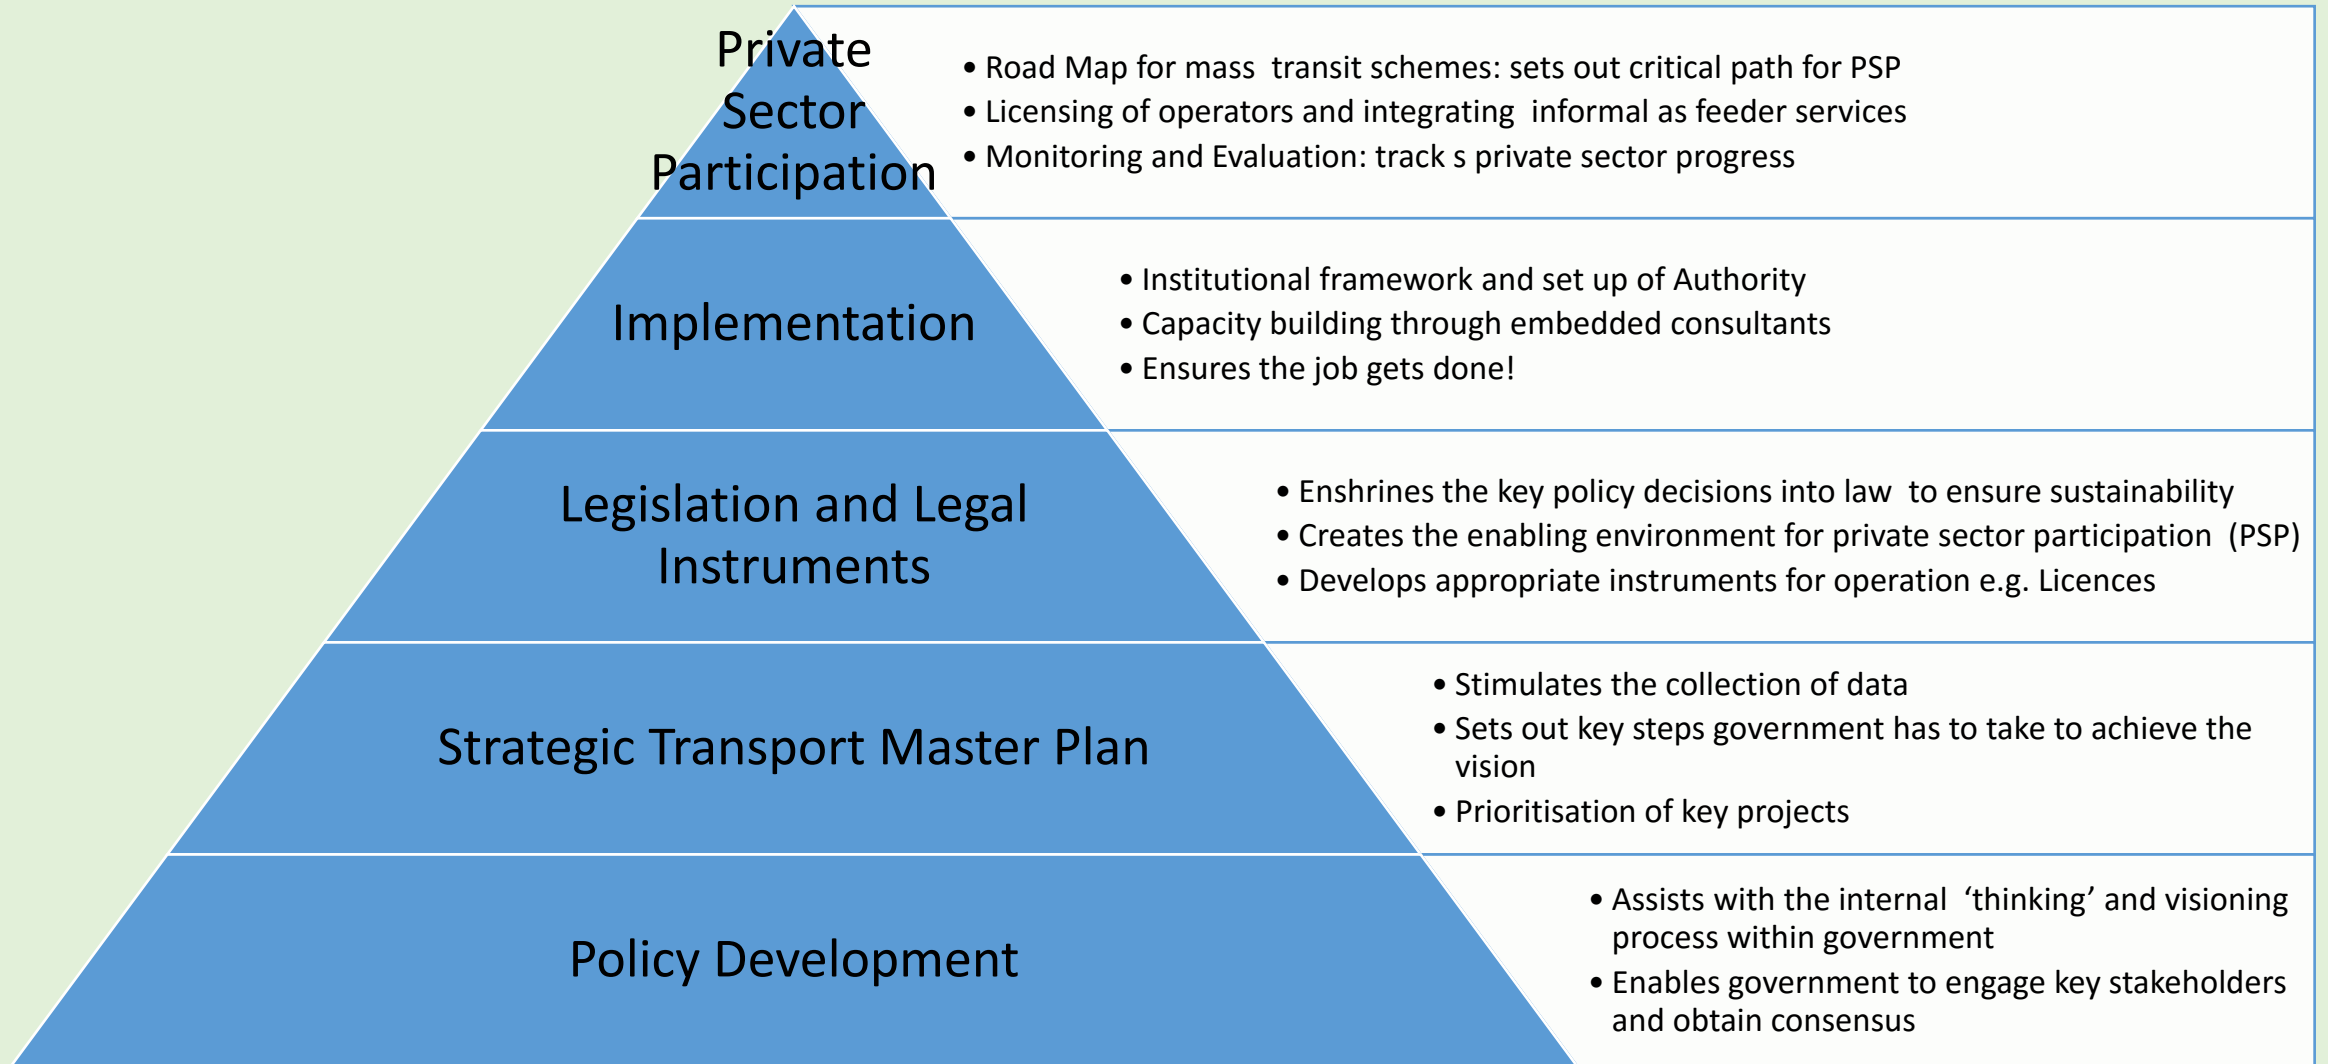 Private
Sector
Participation
• Road Map for mass  transit schemes: sets out critical path for PSP
• Licensing of operators and integrating  informal as feeder services
• Monitoring and Evaluation: track s private sector progress
Implementation
• Institutional framework and set up of Authority
• Capacity building through embedded consultants
• Ensures the job gets done!
Legislation and Legal
Instruments
• Enshrines the key policy decisions into law  to ensure sustainability
• Creates the enabling environment for private sector participation  (PSP)
• Develops appropriate instruments for operation e.g. Licences
Strategic Transport Master Plan
• Stimulates the collection of data
• Sets out key steps government has to take to achieve the
vision
• Prioritisation of key projects
Policy Development
• Assists with the internal  ‘thinking’ and visioning
process within government
• Enables government to engage key stakeholders
and obtain consensus